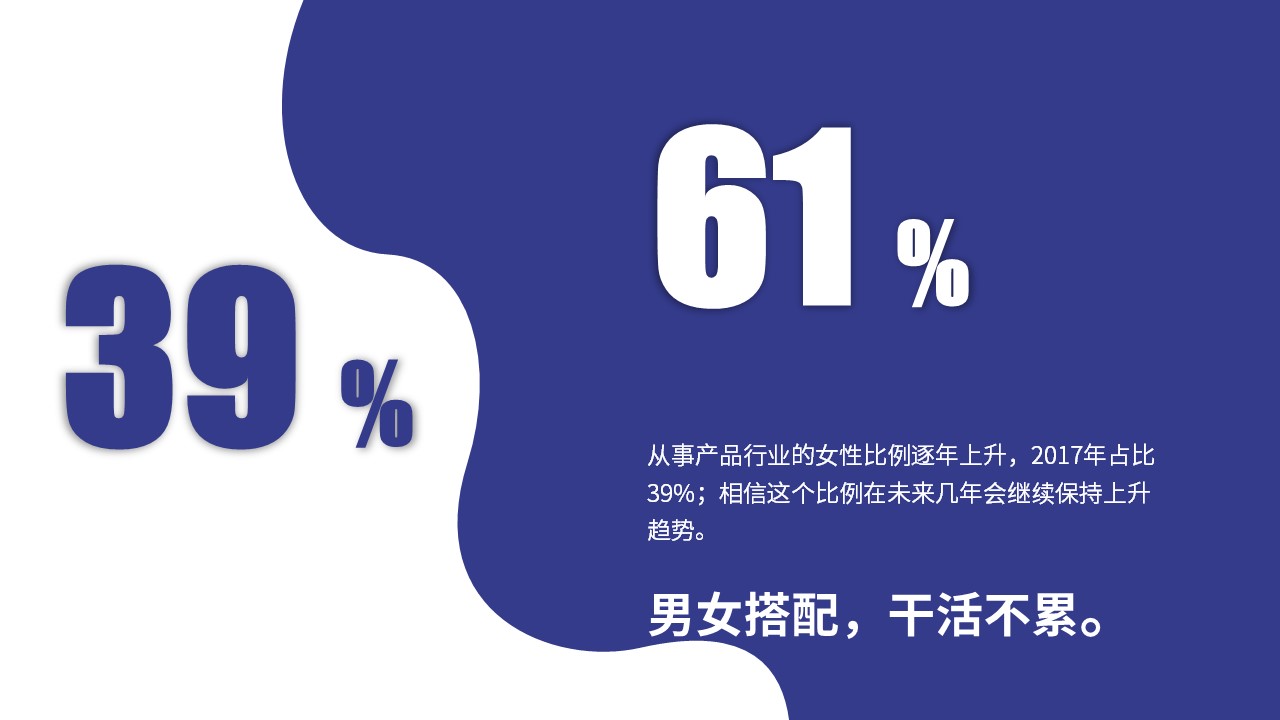 39 %
61 %
从事产品行业的女性比例逐年上升，2017年占比
39%；相信这个比例在未来几年会继续保持上升
趋势。
男女搭配，干活不累。